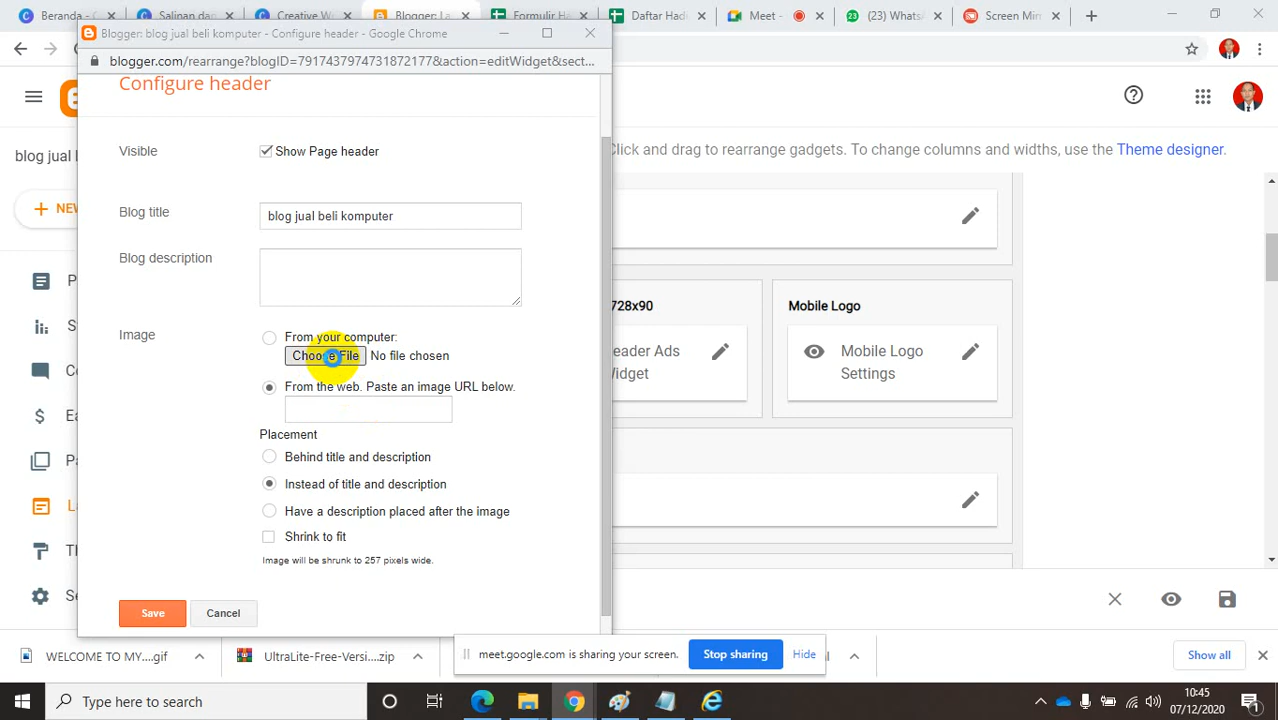 Beranda - C
Salinan da
Creative W
Blogger: La
Formulir H
Daftar Had
Meet -
(23) Whats
Screen Mir
Blogger: blog jual beli komputer - Configure header - Google Chrome
blogger.com/rearrange?blogID=7917437974731872177&action=editWidget&sect...
Configure header
blog jual
Click and drag to rearrange gadgets. To change columns and widths, use the Theme designer.
Visible
Show Page header
NEW
Blog title
blog jual beli komputer
Blog description
728x90
Mobile Logo
Image
From your computer:
Choose File No file chosen
eader Ads
Widget
Mobile Logo
Settings
From the web. Paste an image URL below.
Placement
Behind title and description
Instead of title and description
Have a description placed after the image
Shrink to fit
Image will be shrunk to 257 pixels wide.
Save
Cancel
WELCOME TO MY....gif
UltraLite-Free-Versi....zip
meet.google.com is sharing your screen.
Stop sharing
Hide
Show all
Type here to search
10:45
07/12/2020
1